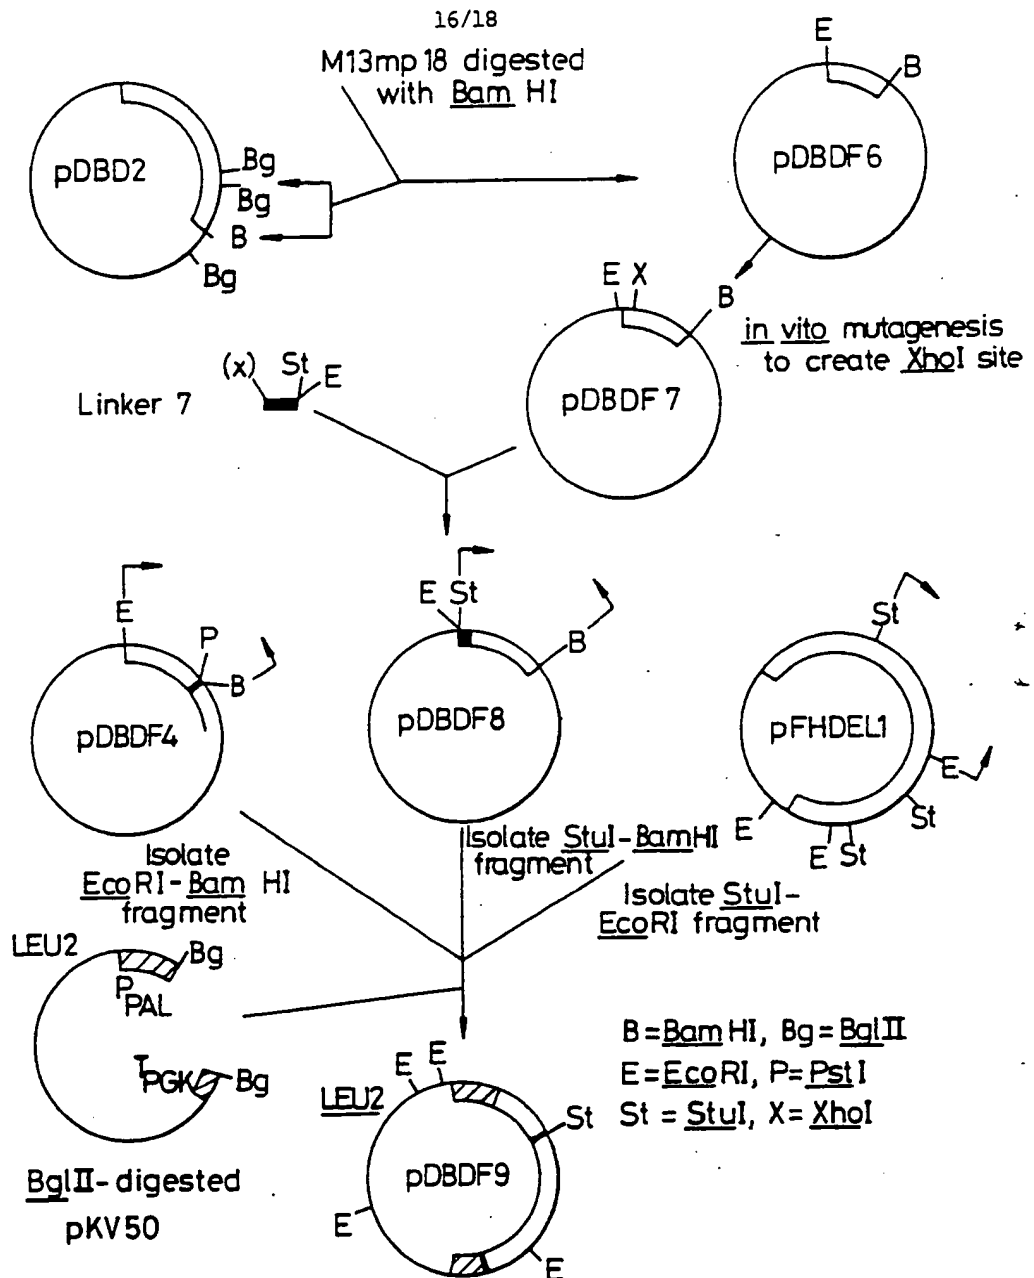 16/18
M13mp 18 digested
with Bam HI
E
B
pDBD2
Bg
Bg
B
Bg
pDBDF6
E X
B
in vito mutagenesis
to create XhoI site
pDBDF7
(x)
St
E
Linker 7
E
P
B
pDBDF4
E St
B
pDBDF8
St
E
St
E
E St
pFHDEL1
Isolate
EcoRI-Bam HI
fragment
Isolate StuI-BamHI
fragment
Isolate StuI-
EcoRI fragment
LEU2
Bg
PPAL
TPGK
Bg
BglII-digested
pKV50
E E
LEU2
St
E
E
pDBDF9
B=Bam HI, Bg=BglII
E=EcoRI, P=PstI
St = StuI, X= XhoI